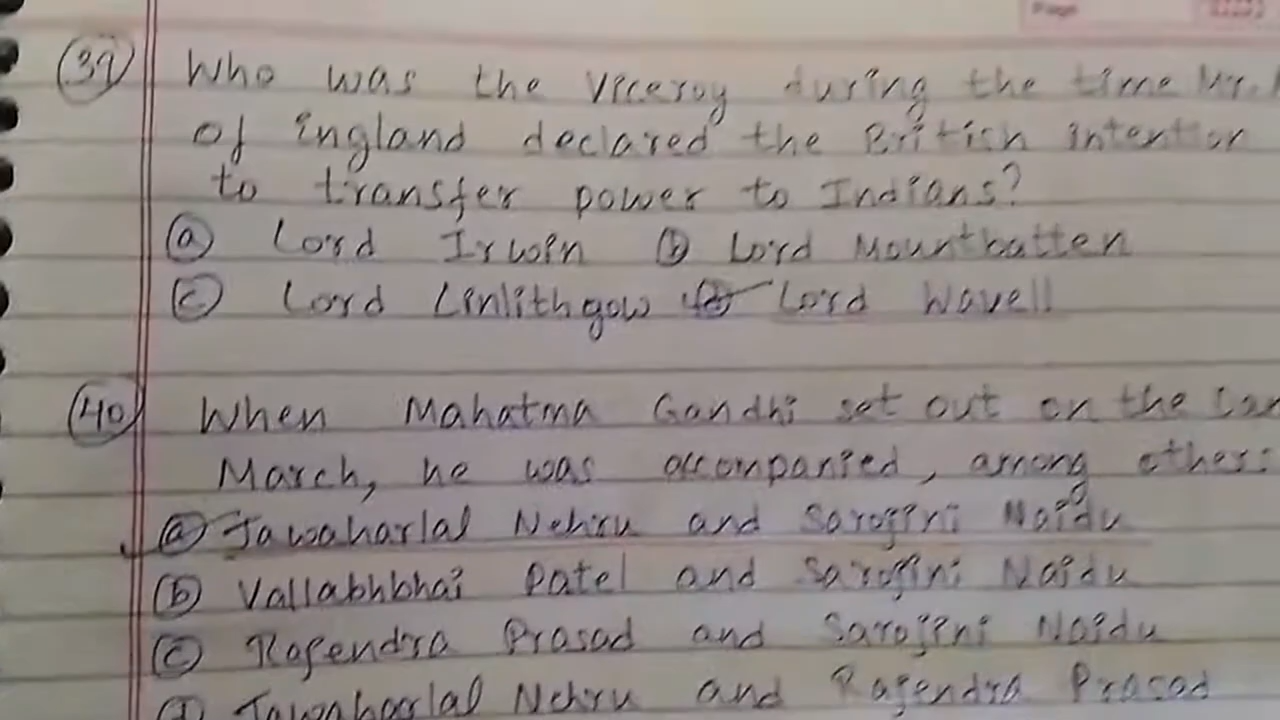 Page
39 Who was the Viceroy during the time Mr.
of England declared the British intention
to transfer power to Indians?
(a) Lord Irwin (b) Lord Mountbatten
(c) Lord Linlithgow (d) Lord Wavell
40 When Mahatma Gandhi set out on the
March, he was accompanied, among others
(a) Jawaharlal Nehru and Sarojini Naidu
(b) Vallabhbhai Patel and Sarojini Naidu
(c) Rajendra Prasad and Sarojini Naidu
(d) Jawaharlal Nehru and Rajendra Prasad